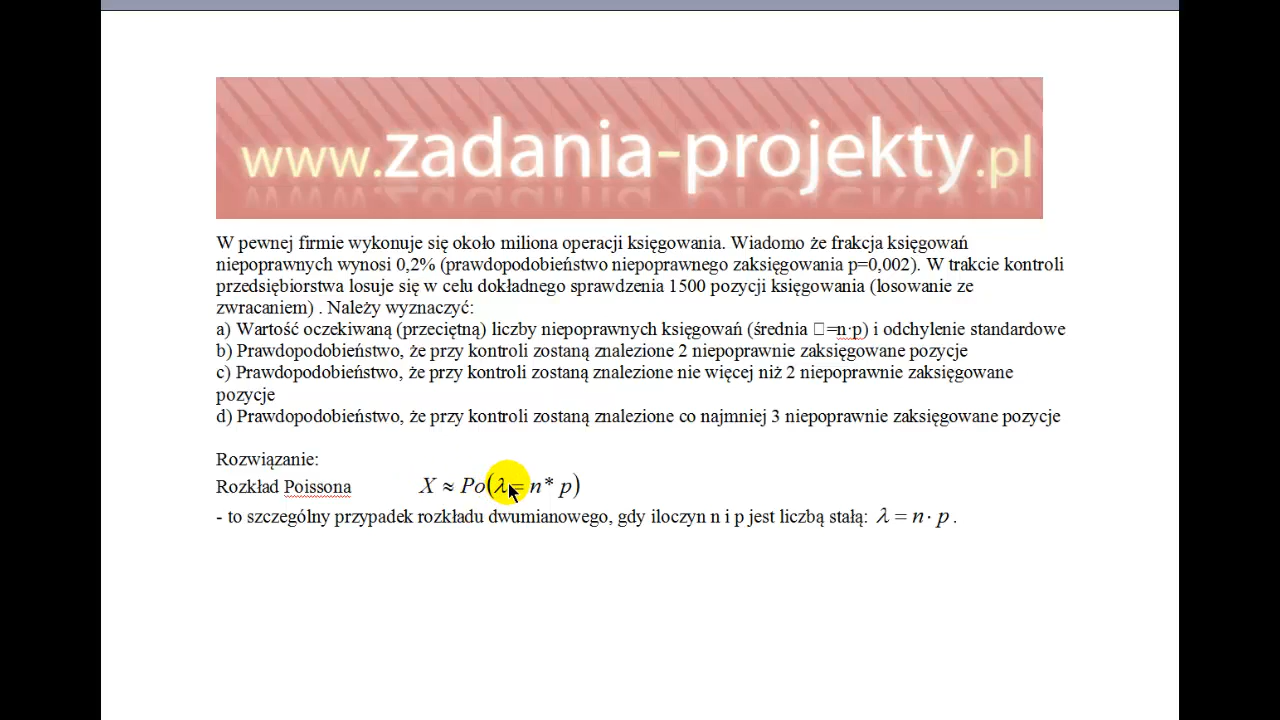 www.zadania-projekty.pl
W pewnej firmie wykonuje się około miliona operacji księgowania. Wiadomo że frakcja księgowań
niepoprawnych wynosi 0,2% (prawdopodobieństwo niepoprawnego zaksięgowania p=0,002). W trakcie kontroli
przedsiębiorstwa losuje się w celu dokładnego sprawdzenia 1500 pozycji księgowania (losowanie ze
zwracaniem) . Należy wyznaczyć:
a) Wartość oczekiwaną (przeciętną) liczby niepoprawnych księgowań (średnia □=n·p) i odchylenie standardowe
b) Prawdopodobieństwo, że przy kontroli zostaną znalezione 2 niepoprawnie zaksięgowane pozycje
c) Prawdopodobieństwo, że przy kontroli zostaną znalezione nie więcej niż 2 niepoprawnie zaksięgowane
pozycje
d) Prawdopodobieństwo, że przy kontroli zostaną znalezione co najmniej 3 niepoprawnie zaksięgowane pozycje
Rozwiązanie:
Rozkład Poissona X ≈ Po(λ = n * p)
- to szczególny przypadek rozkładu dwumianowego, gdy iloczyn n i p jest liczbą stałą: λ = n · p .